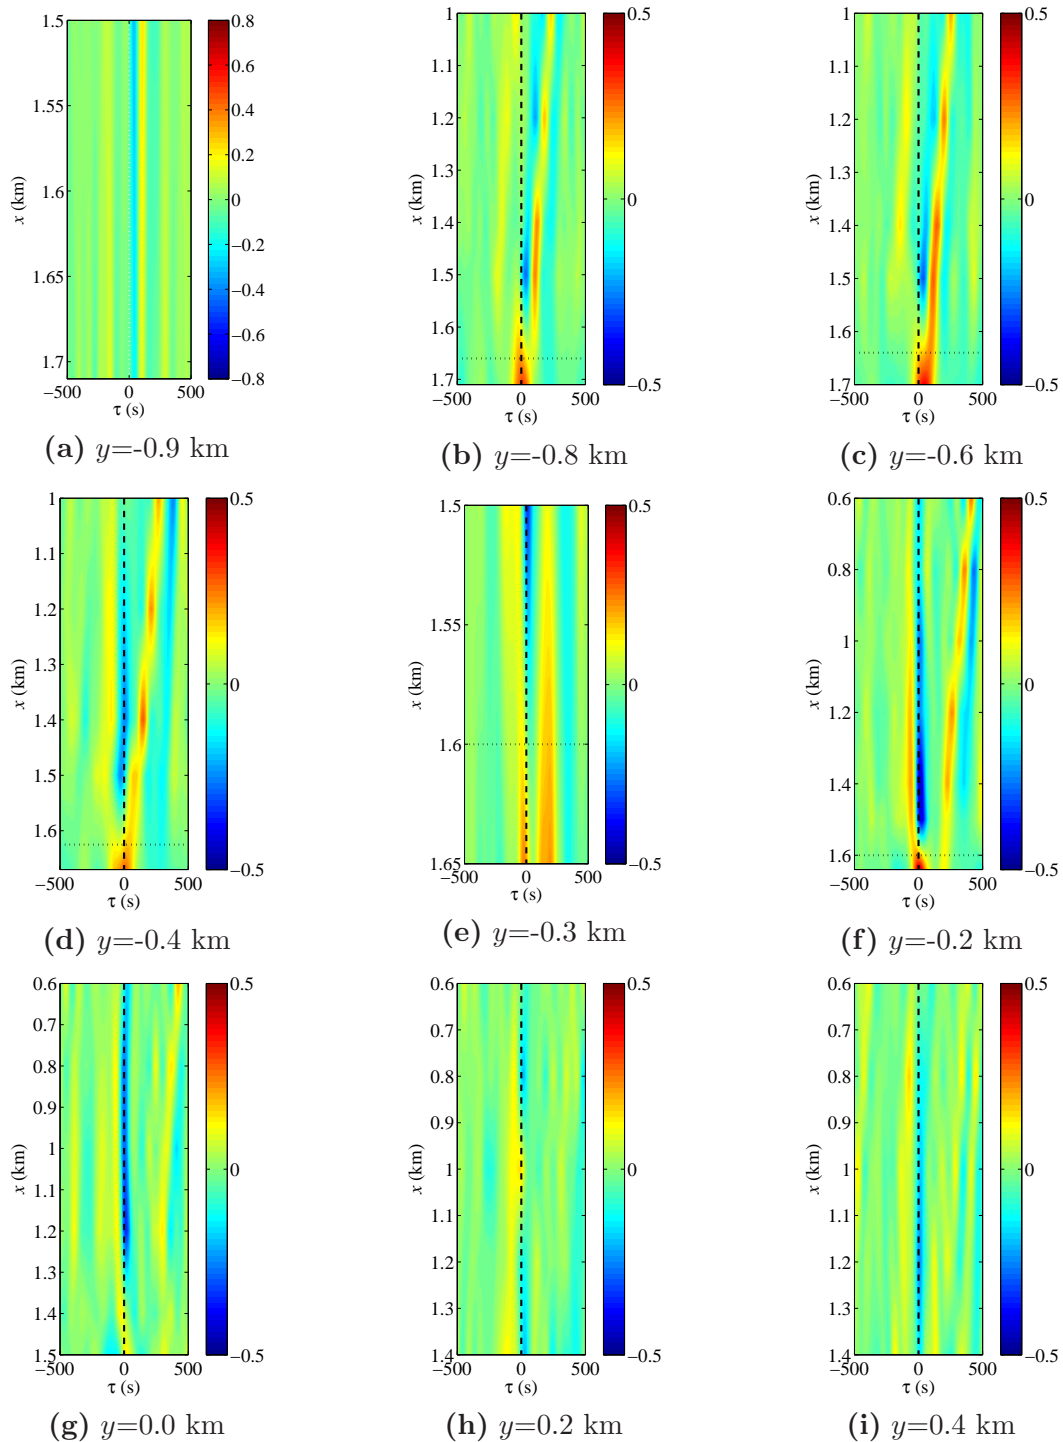 1.5
1.55
1.6
1.65
1.7
x (km)
−500 0 500
τ (s)
0.8
0.6
0.4
0.2
0
−0.2
−0.4
−0.6
−0.8
(a) y=-0.9 km
1
1.1
1.2
1.3
1.4
1.5
1.6
1.7
x (km)
−500 0 500
τ (s)
0.5
0
−0.5
(b) y=-0.8 km
1
1.1
1.2
1.3
1.4
1.5
1.6
1.7
x (km)
−500 0 500
τ (s)
0.5
0
−0.5
(c) y=-0.6 km
1
1.1
1.2
1.3
1.4
1.5
1.6
x (km)
−500 0 500
τ (s)
0.5
0
−0.5
(d) y=-0.4 km
1.5
1.55
1.6
1.65
x (km)
−500 0 500
τ (s)
0.5
0
−0.5
(e) y=-0.3 km
0.6
0.8
1
1.2
1.4
1.6
x (km)
−500 0 500
τ (s)
0.5
0
−0.5
(f) y=-0.2 km
0.6
0.7
0.8
0.9
1
1.1
1.2
1.3
1.4
1.5
x (km)
−500 0 500
τ (s)
0.5
0
−0.5
(g) y=0.0 km
0.6
0.7
0.8
0.9
1
1.1
1.2
1.3
1.4
x (km)
−500 0 500
τ (s)
0.5
0
−0.5
(h) y=0.2 km
0.6
0.7
0.8
0.9
1
1.1
1.2
1.3
1.4
x (km)
−500 0 500
τ (s)
0.5
0
−0.5
(i) y=0.4 km